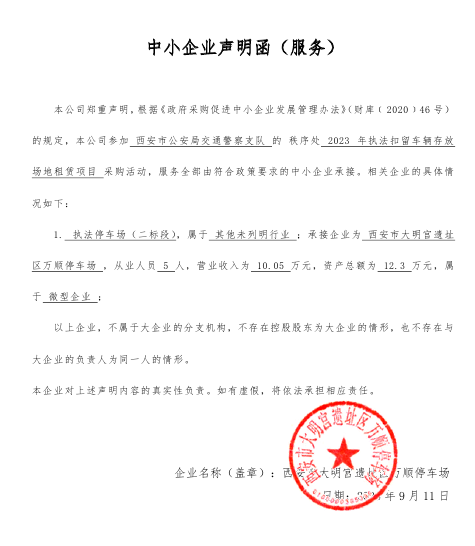 中小企业声明函（服务）
本公司郑重声明，根据《政府采购促进中小企业发展管理办法》（财库﹝2020﹞46 号）
的规定，本公司参加 西安市公安局交通警察支队 的 秩序处 2023 年执法扣留车辆存放
场地租赁项目 采购活动，服务全部由符合政策要求的中小企业承接。相关企业的具体情
况如下：
1. 执法停车场（二标段），属于 其他未列明行业 ；承接企业为 西安市大明宫遗址
区万顺停车场 ，从业人员 5 人，营业收入为 10.05 万元，资产总额为 12.3 万元，属
于 微型企业 ；
以上企业，不属于大企业的分支机构，不存在控股股东为大企业的情形，也不存在与
大企业的负责人为同一人的情形。
本企业对上述声明内容的真实性负责。如有虚假，将依法承担相应责任。
西安市大明宫遗址区万顺停车场
企业名称（盖章）：西安市大明宫遗址区万顺停车场
日期： 年 9 月 11 日